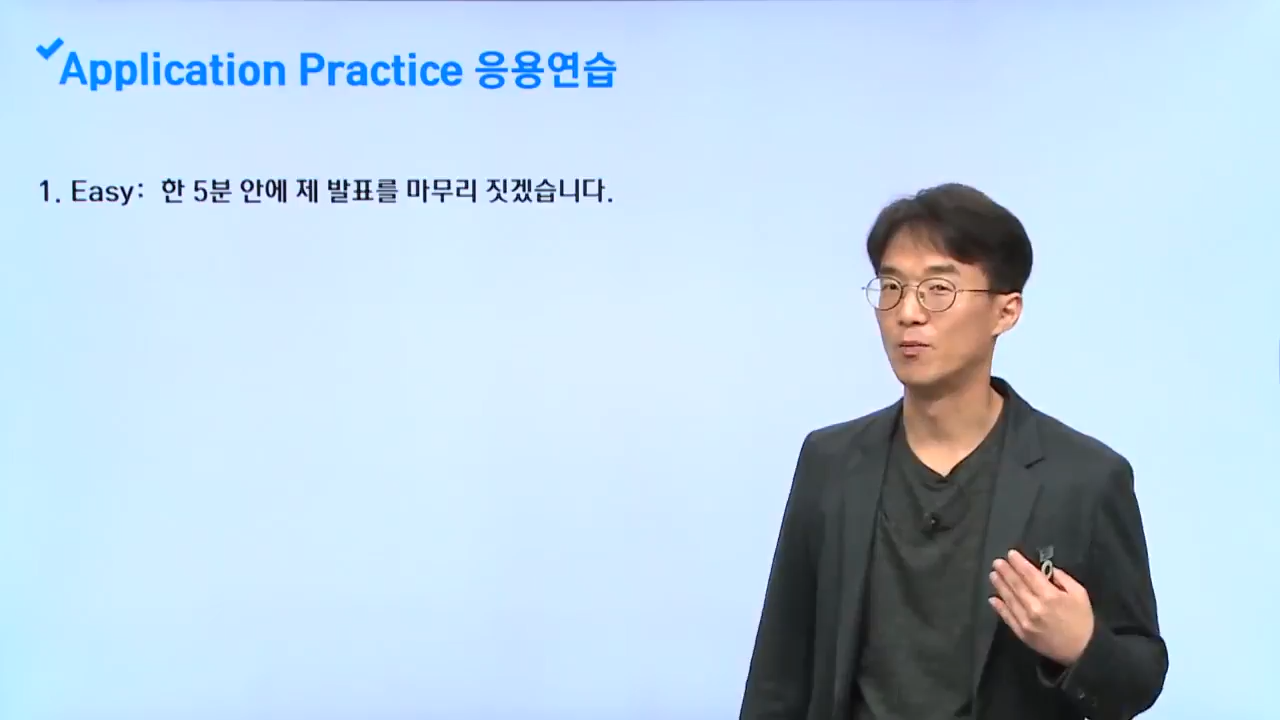 Application Practice 응용연습
1. Easy: 한 5분 안에 제 발표를 마무리 짓겠습니다.